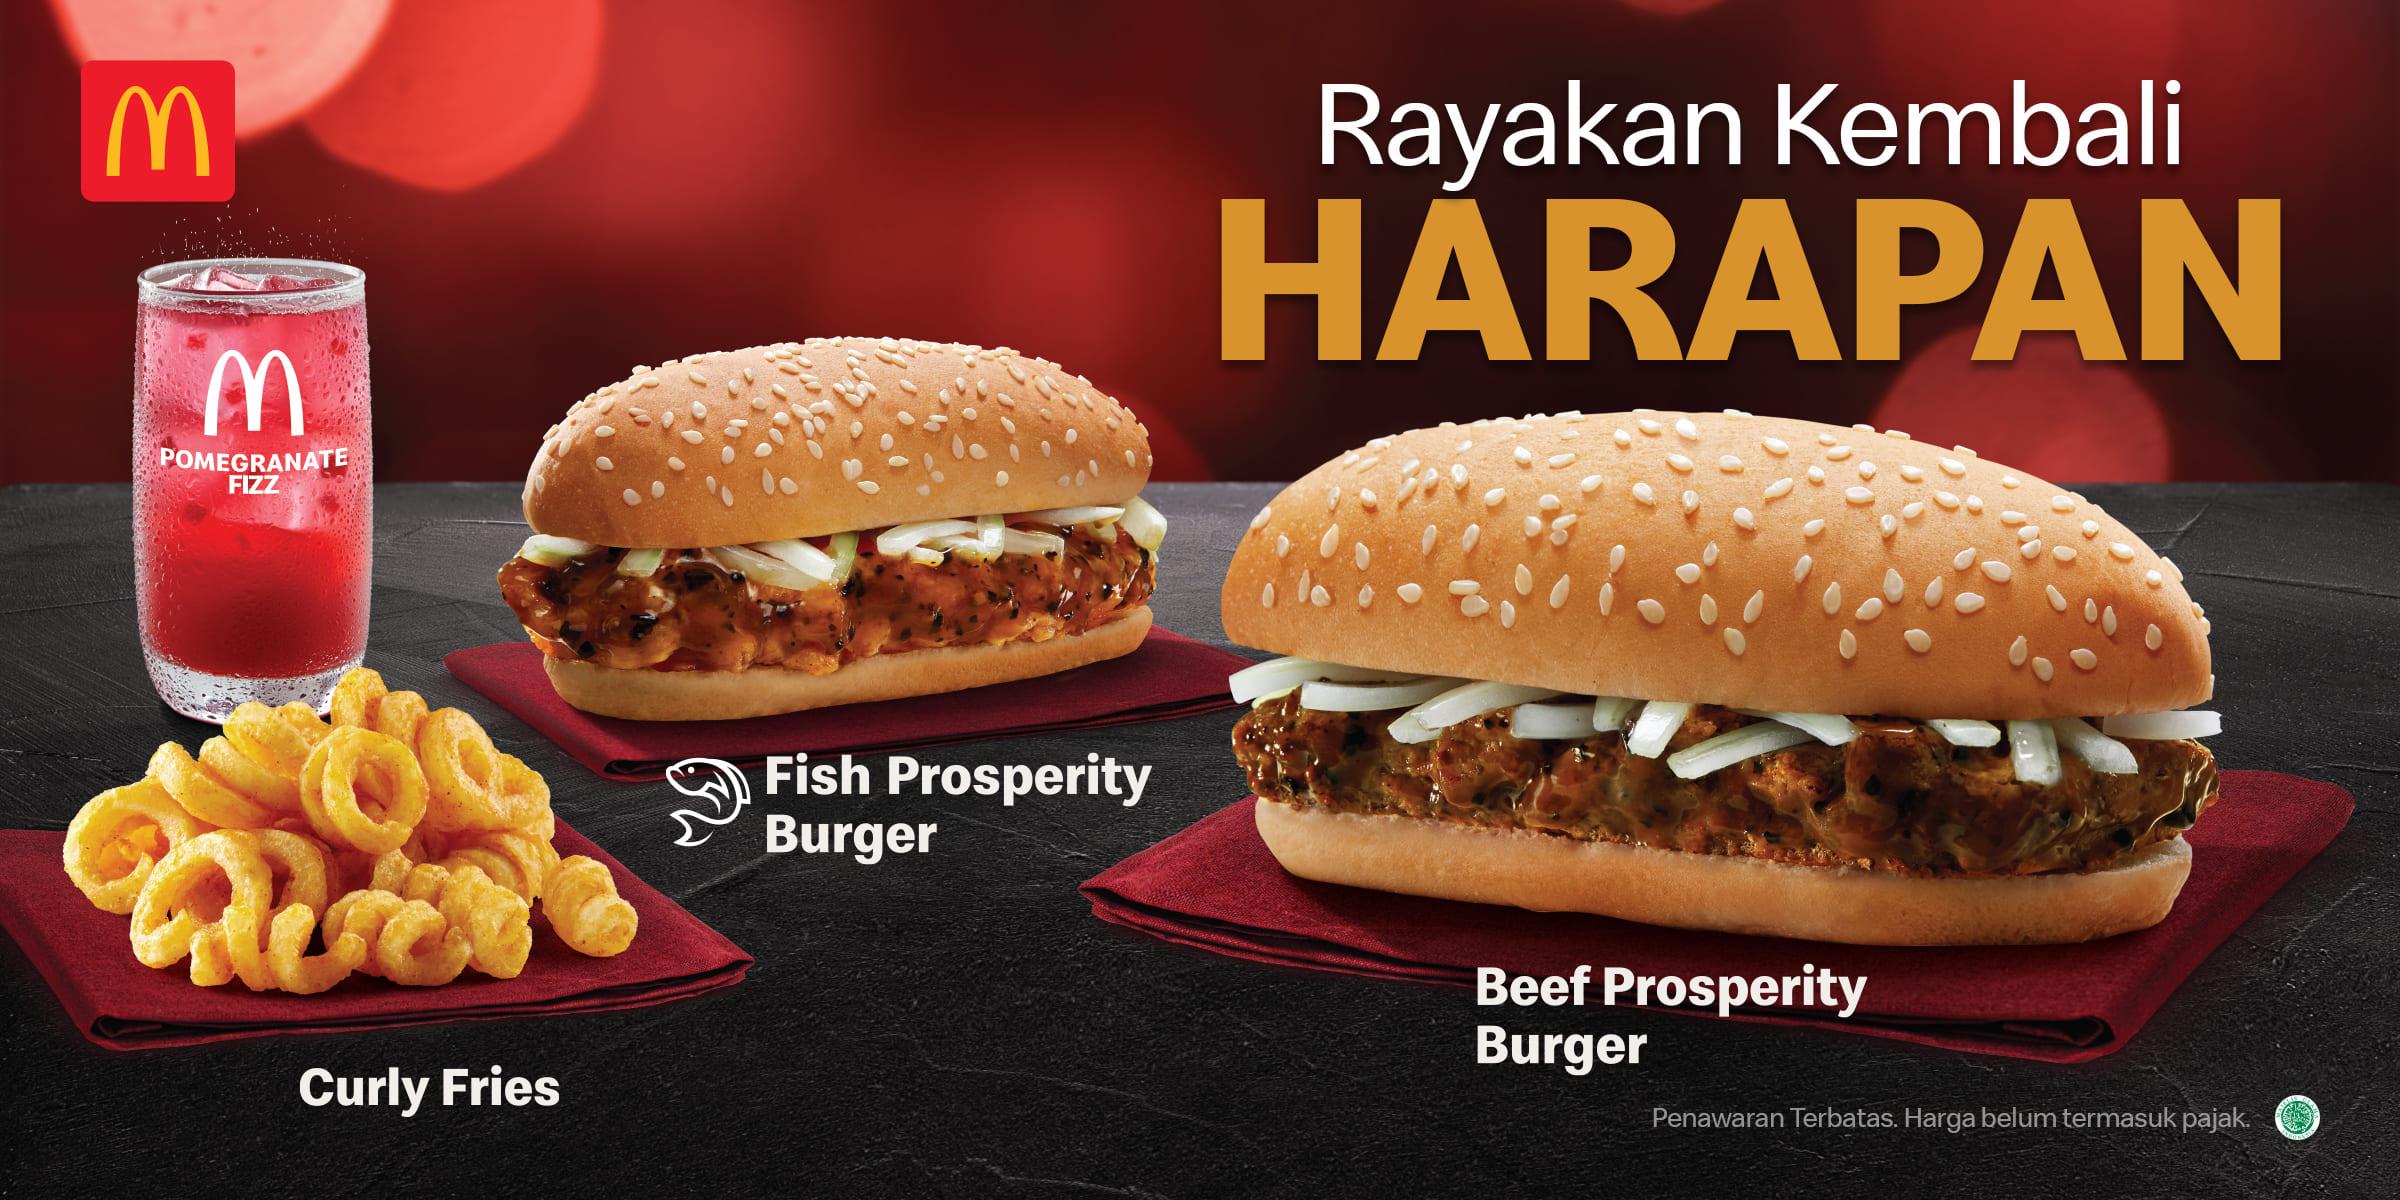 Rayakan Kembali
HARAPAN
POMEGRANATE
FIZZ
Fish Prosperity
Burger
Beef Prosperity
Burger
Curly Fries
Penawaran Terbatas. Harga belum termasuk pajak.